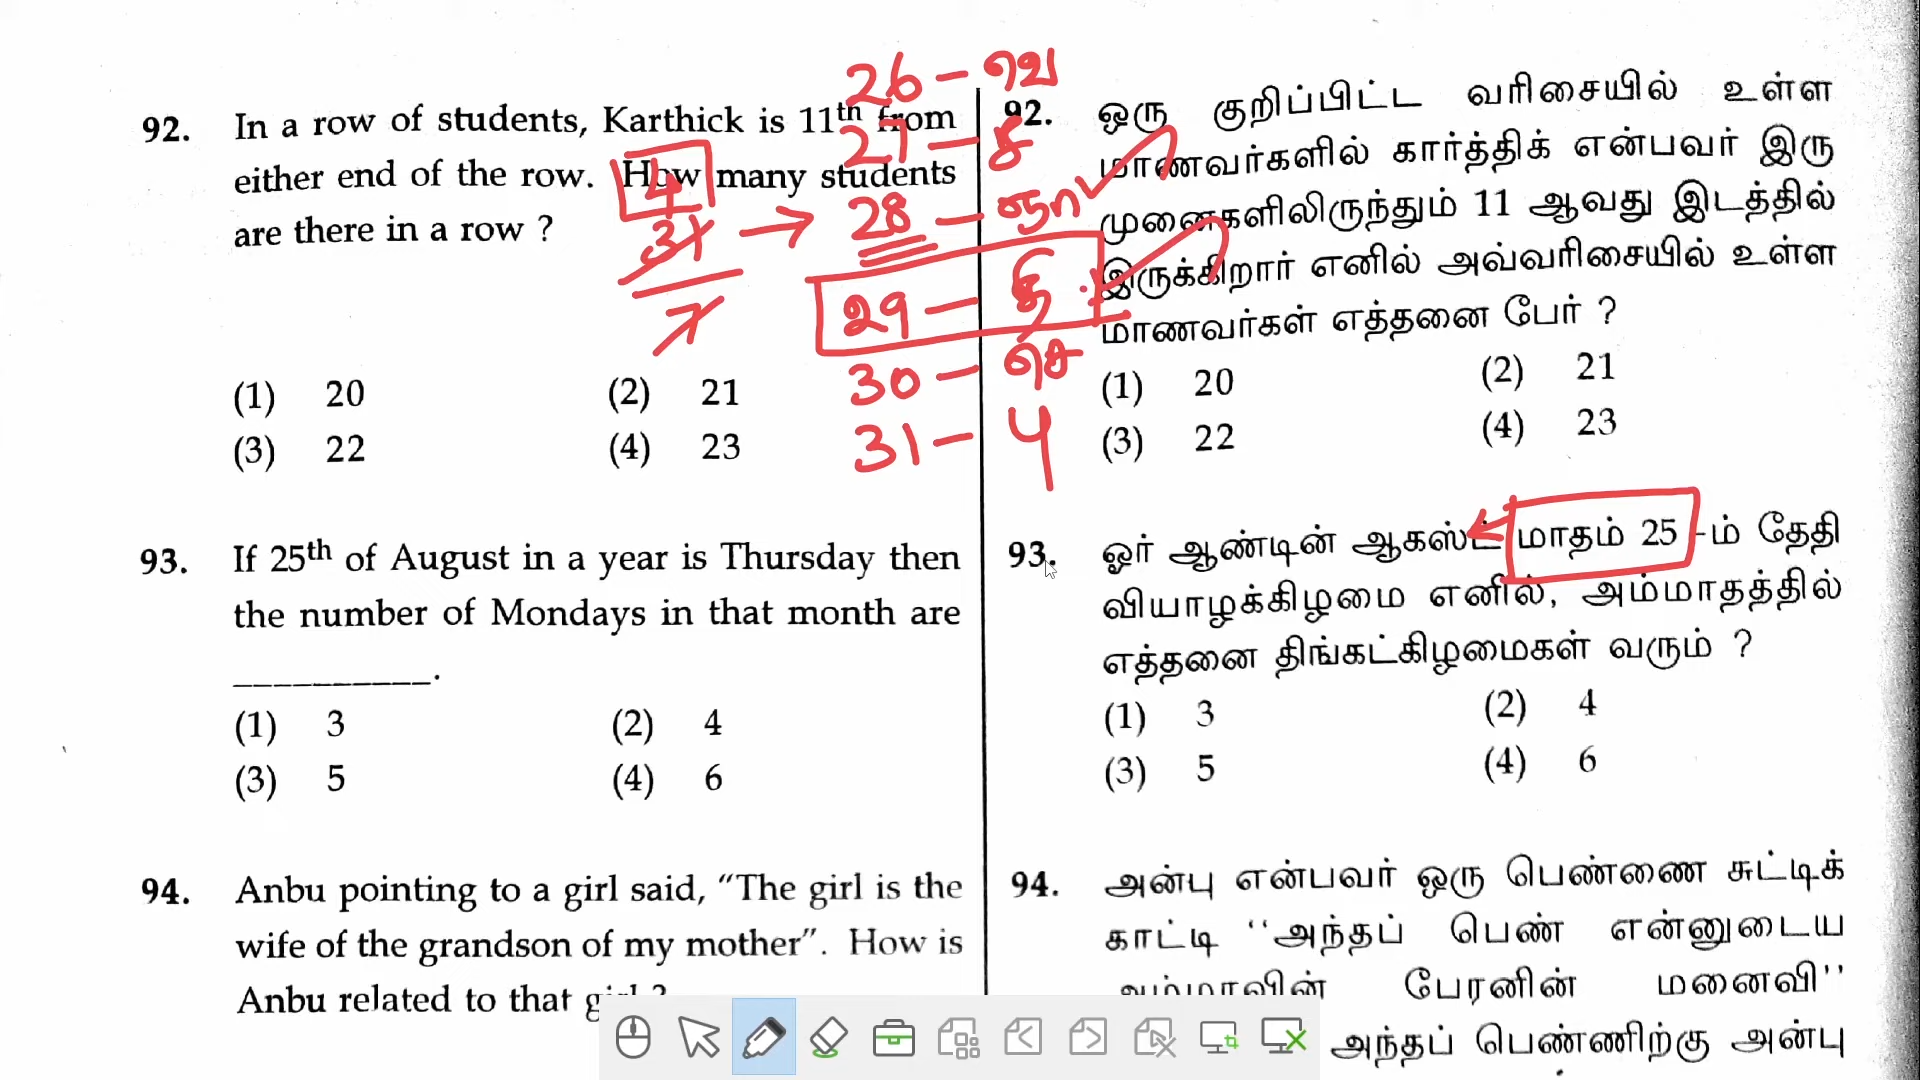 92. In a row of students, Karthick is 11th from
either end of the row. How many students
are there in a row ?
(1) 20 (2) 21
(3) 22 (4) 23
93. If 25th of August in a year is Thursday then
the number of Mondays in that month are
__________.
(1) 3 (2) 4
(3) 5 (4) 6
94. Anbu pointing to a girl said, “The girl is the
wife of the grandson of my mother”. How is
Anbu related to that girl ?
4
31
7
26 – வெ
27 – ச
28 – ஞா
29 – தி
30 – செ
31 – பு
92. ஒரு குறிப்பிட்ட வரிசையில் உள்ள
மாணவர்களில் கார்த்திக் என்பவர் இரு
முனைகளிலிருந்தும் 11 ஆவது இடத்தில்
இருக்கிறார் எனில் அவ்வரிசையில் உள்ள
மாணவர்கள் எத்தனை பேர் ?
(1) 20 (2) 21
(3) 22 (4) 23
93. ஓர் ஆண்டின் ஆகஸ்ட் மாதம் 25 -ம் தேதி
வியாழக்கிழமை எனில், அம்மாதத்தில்
எத்தனை திங்கட்கிழமைகள் வரும் ?
(1) 3 (2) 4
(3) 5 (4) 6
94. அன்பு என்பவர் ஒரு பெண்ணை சுட்டிக்
காட்டி ‘‘அந்தப் பெண் என்னுடைய
அம்மாவின் பேரனின் மனைவி’’
அந்தப் பெண்ணிற்கு அன்பு